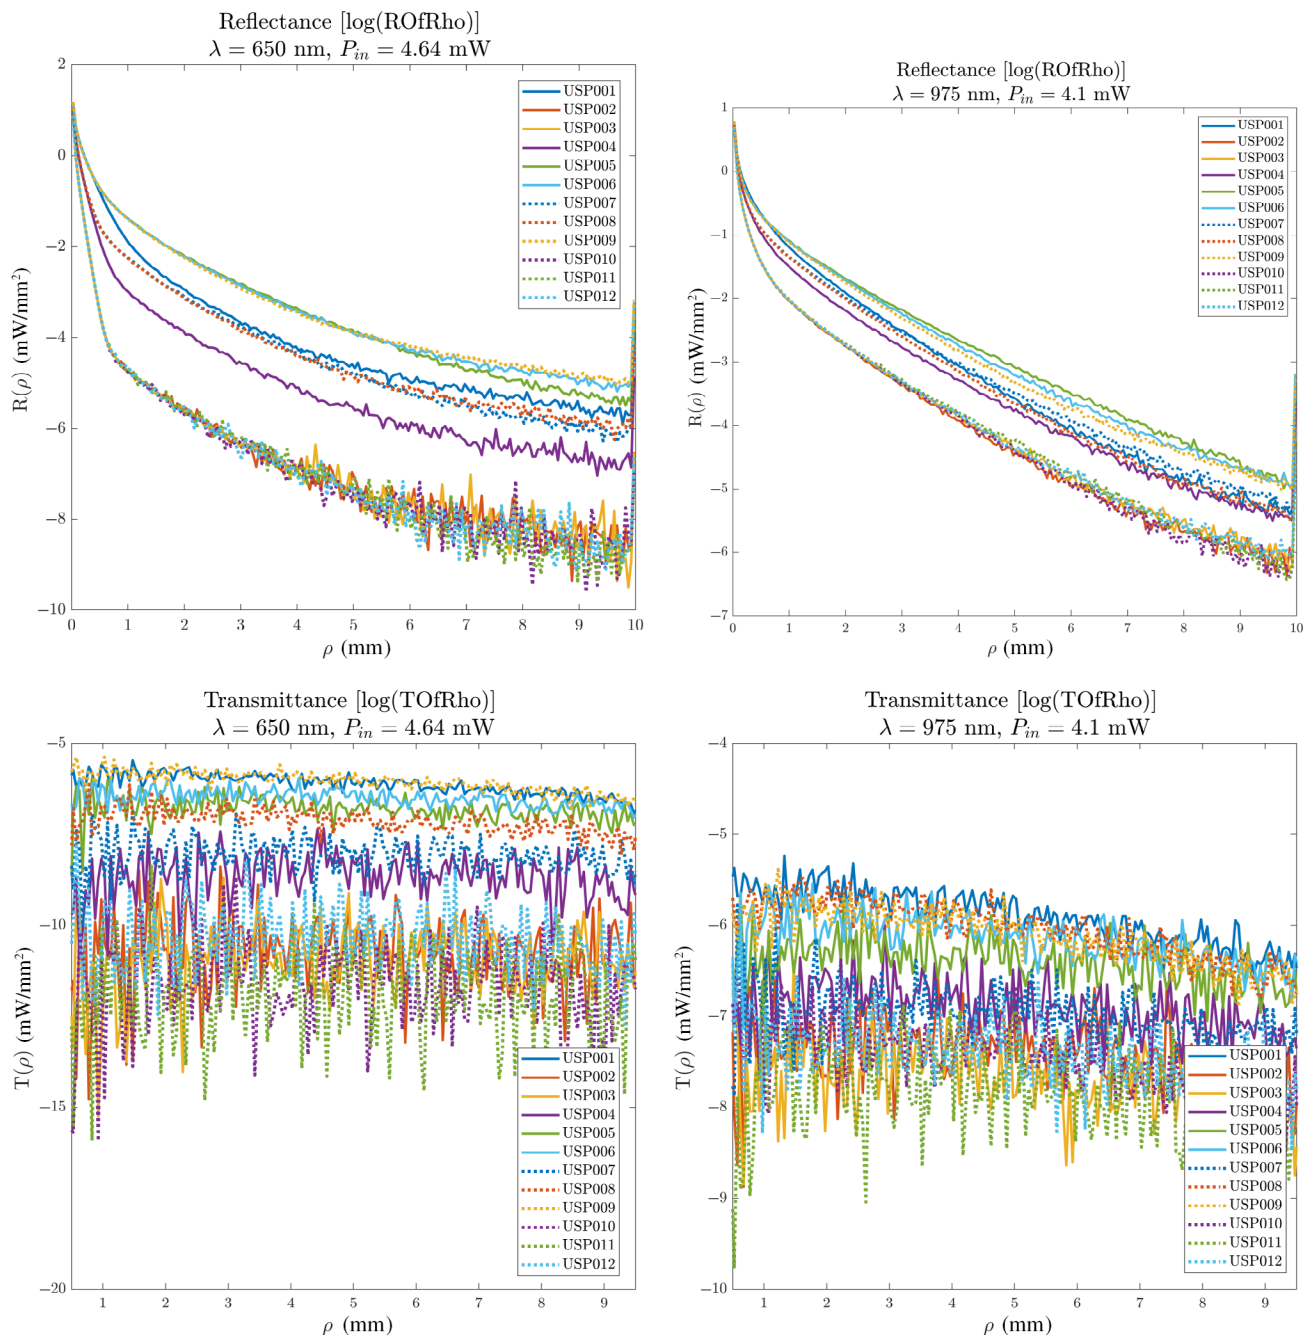 Reflectance [log(ROfRho)]
λ = 650 nm, P_in = 4.64 mW
R(ρ) (mW/mm²)
2
0
−2
−4
−6
−8
−10
0 1 2 3 4 5 6 7 8 9 10
ρ (mm)
USP001
USP002
USP003
USP004
USP005
USP006
USP007
USP008
USP009
USP010
USP011
USP012
Reflectance [log(ROfRho)]
λ = 975 nm, P_in = 4.1 mW
R(ρ) (mW/mm²)
1
0
−1
−2
−3
−4
−5
−6
−7
0 1 2 3 4 5 6 7 8 9 10
ρ (mm)
USP001
USP002
USP003
USP004
USP005
USP006
USP007
USP008
USP009
USP010
USP011
USP012
Transmittance [log(TOfRho)]
λ = 650 nm, P_in = 4.64 mW
T(ρ) (mW/mm²)
−5
−10
−15
−20
1 2 3 4 5 6 7 8 9
ρ (mm)
USP001
USP002
USP003
USP004
USP005
USP006
USP007
USP008
USP009
USP010
USP011
USP012
Transmittance [log(TOfRho)]
λ = 975 nm, P_in = 4.1 mW
T(ρ) (mW/mm²)
−4
−5
−6
−7
−8
−9
−10
1 2 3 4 5 6 7 8 9
ρ (mm)
USP001
USP002
USP003
USP004
USP005
USP006
USP007
USP008
USP009
USP010
USP011
USP012